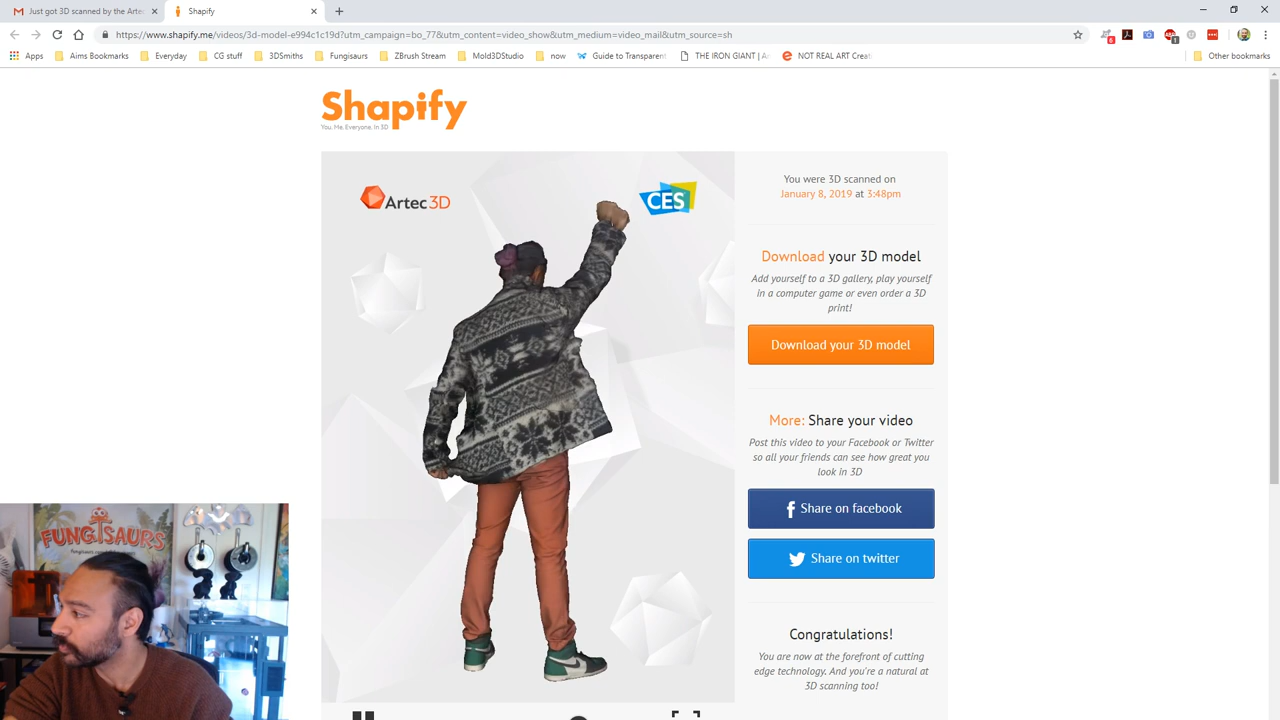 Just got 3D scanned by the Artec
Shapify
https://www.shapify.me/videos/3d-model-e994c1c19d?utm_campaign=bo_77&utm_content=video_show&utm_medium=video_mail&utm_source=sh
Apps
Aims Bookmarks
Everyday
CG stuff
3DSmiths
Fungisaurs
ZBrush Stream
Mold3DStudio
now
Guide to Transparent
THE IRON GIANT | A
NOT REAL ART Creat
Other bookmarks
Shapify
You. Me. Everyone. In 3D
Artec 3D
CES
You were 3D scanned on
January 8, 2019 at 3:48pm
Download your 3D model
Add yourself to a 3D gallery, play yourself
in a computer game or even order a 3D
print!
Download your 3D model
More: Share your video
Post this video to your Facebook or Twitter
so all your friends can see how great you
look in 3D
Share on facebook
Share on twitter
Congratulations!
You are now at the forefront of cutting
edge technology. And you're a natural at
3D scanning too!
FUNGISAURS